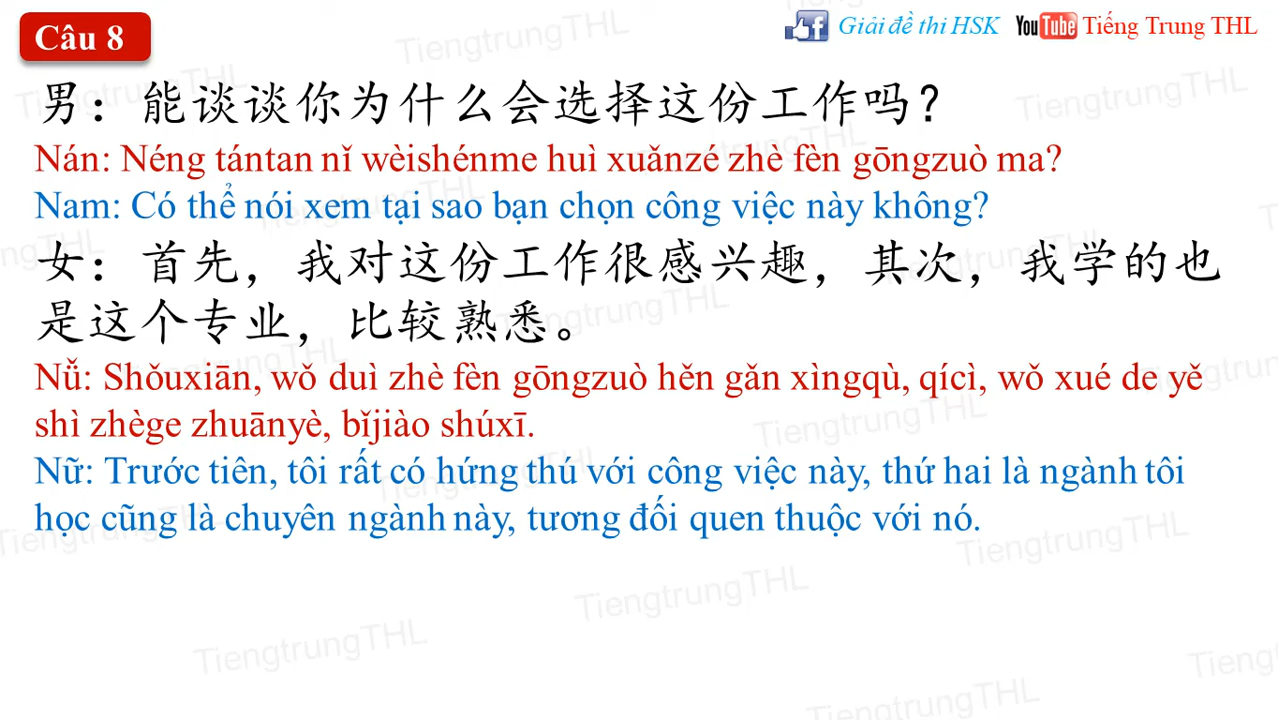 Câu 8
Giải đề thi HSK YouTube Tiếng Trung THL
男：能谈谈你为什么会选择这份工作吗？
Nán: Néng tántan nǐ wèishénme huì xuǎnzé zhè fèn gōngzuò ma?
Nam: Có thể nói xem tại sao bạn chọn công việc này không?
女：首先，我对这份工作很感兴趣，其次，我学的也
是这个专业，比较熟悉。
Nǚ: Shǒuxiān, wǒ duì zhè fèn gōngzuò hěn gǎn xìngqù, qícì, wǒ xué de yě
shì zhège zhuānyè, bǐjiào shúxī.
Nữ: Trước tiên, tôi rất có hứng thú với công việc này, thứ hai là ngành tôi
học cũng là chuyên ngành này, tương đối quen thuộc với nó.
TiengtrungTHL